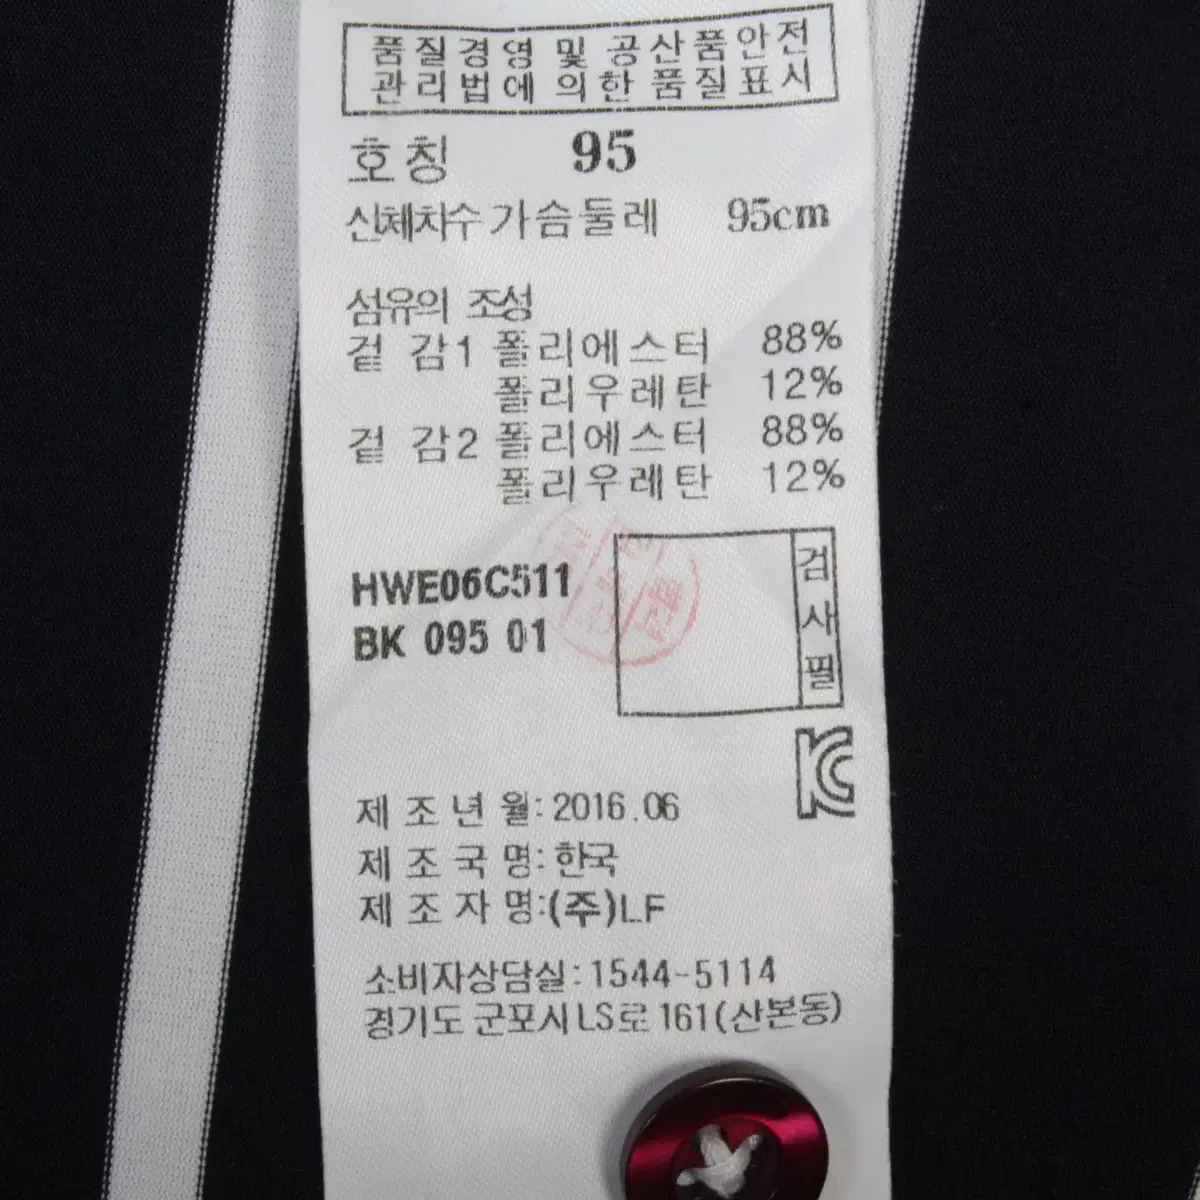 품질경영 및 공산품안전
관리법에 의한 품질표시
호칭 95
신체치수 가슴둘레 95cm
섬유의 조성
겉 감1 폴리에스터 88%
폴리우레탄 12%
겉 감2 폴리에스터 88%
폴리우레탄 12%
HWE06C511
BK 095 01
검사필
KC
제조년월: 2016.06
제조국명: 한국
제조자명: (주)LF
소비자상담실: 1544-5114
경기도 군포시 LS로 161(산본동)